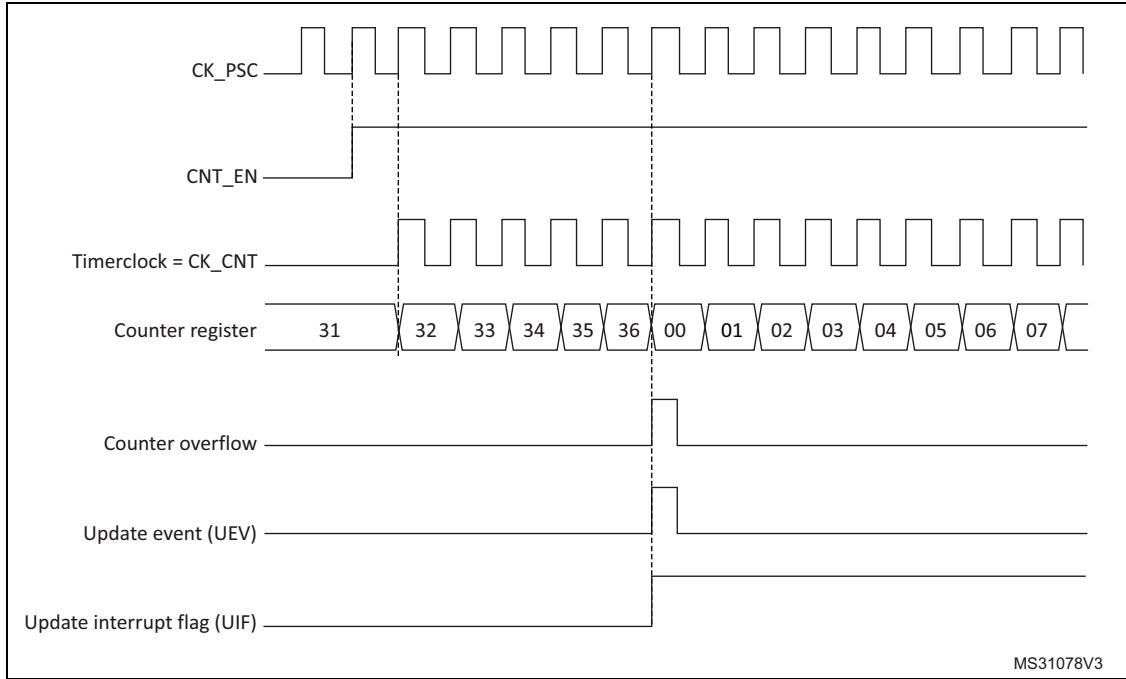 CK_PSC
CNT_EN
Timerclock = CK_CNT
Counter register 31 32 33 34 35 36 00 01 02 03 04 05 06 07
Counter overflow
Update event (UEV)
Update interrupt flag (UIF)
MS31078V3